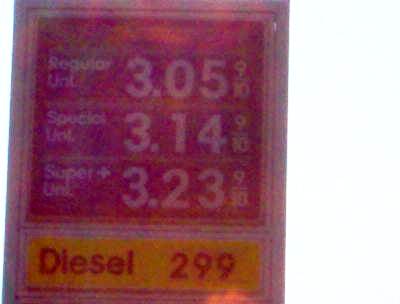 Regular
Unl. 3.05 9/10
Special
Unl. 3.14 9/10
Super +
Unl. 3.23 9/10
Diesel 299